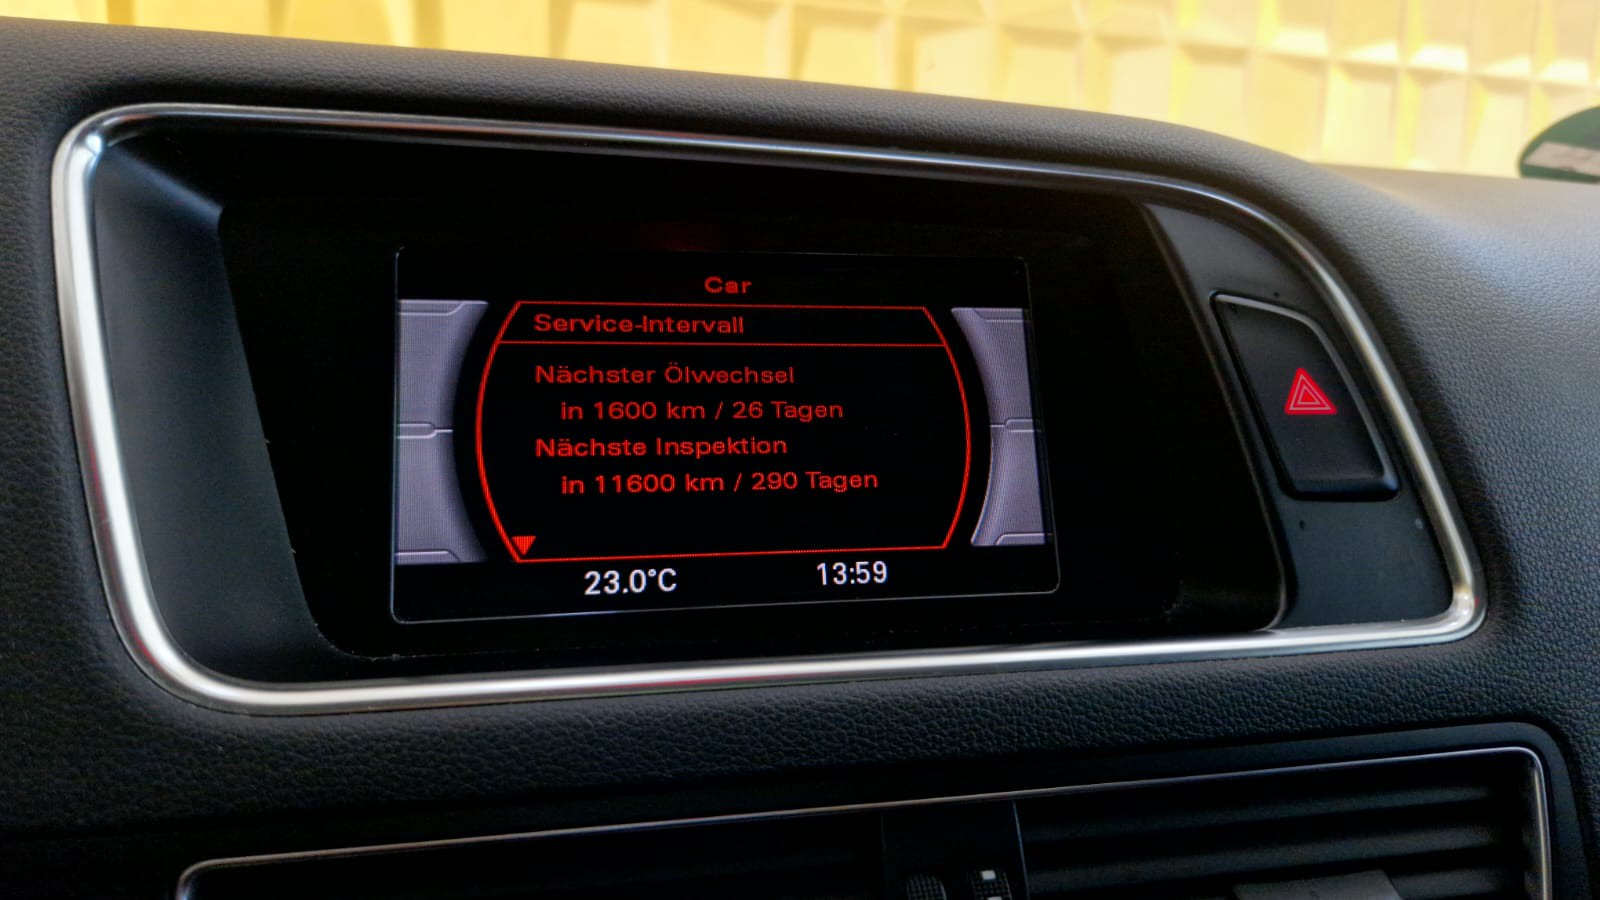 Car
Service-Intervall
Nächster Ölwechsel
in 1600 km / 26 Tagen
Nächste Inspektion
in 11600 km / 290 Tagen
23.0°C 13:59